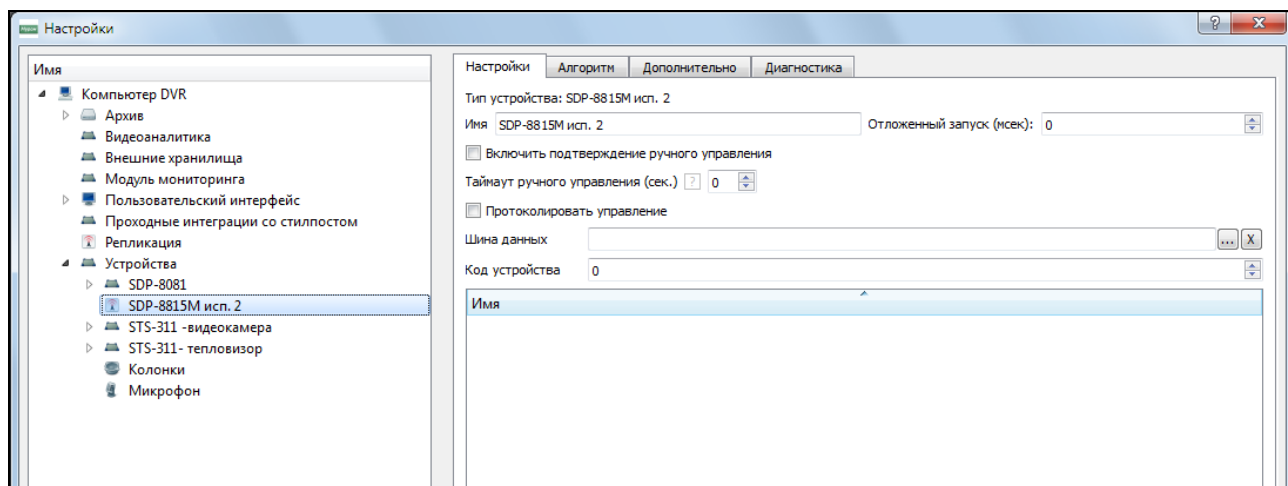 Настройки
Имя
Компьютер DVR
Архив
Видеоаналитика
Внешние хранилища
Модуль мониторинга
Пользовательский интерфейс
Проходные интеграции со стилпостом
Репликация
Устройства
SDP-8081
SDP-8815М исп. 2
STS-311 -видеокамера
STS-311- тепловизор
Колонки
Микрофон
Настройки Алгоритм Дополнительно Диагностика
Тип устройства: SDP-8815М исп. 2
Имя SDP-8815М исп. 2 Отложенный запуск (мсек): 0
Включить подтверждение ручного управления
Таймаут ручного управления (сек.) ? 0
Протоколировать управление
Шина данных ... X
Код устройства 0
Имя